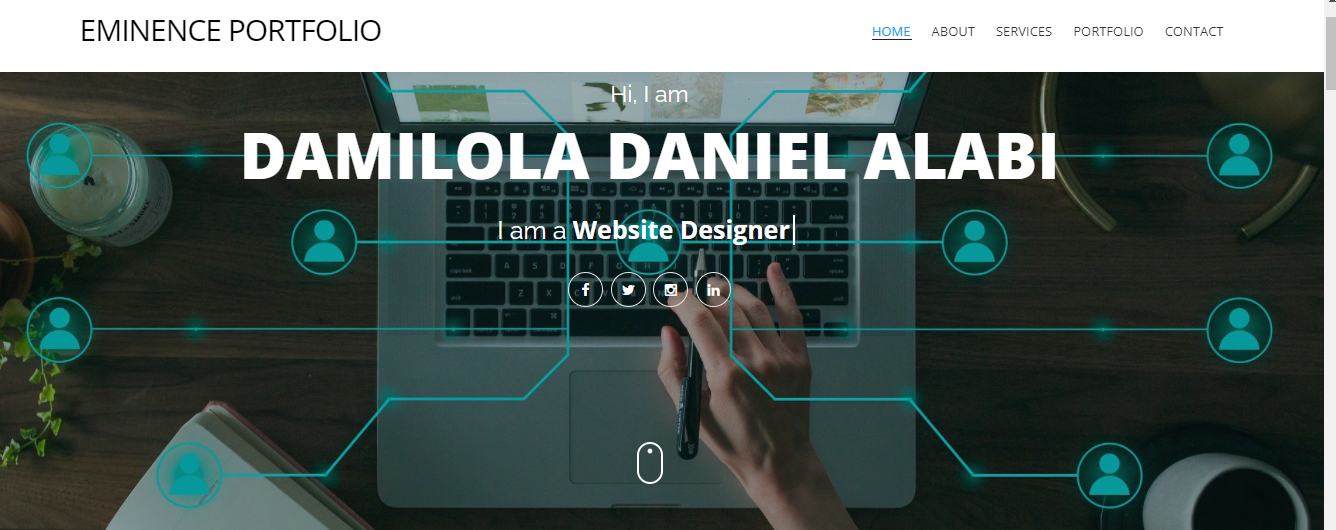 EMINENCE PORTFOLIO
HOME ABOUT SERVICES PORTFOLIO CONTACT
Hi, I am
DAMILOLA DANIEL ALABI
I am a Website Designer